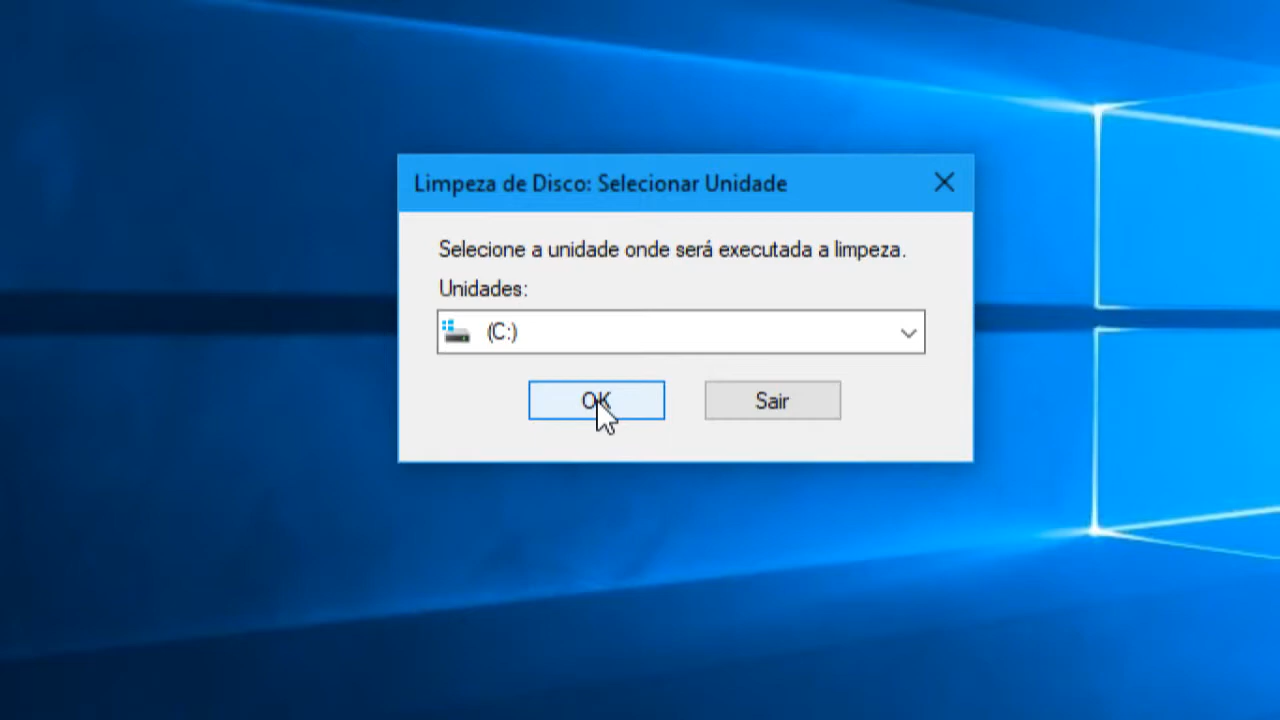 Limpeza de Disco: Selecionar Unidade
Selecione a unidade onde será executada a limpeza.
Unidades:
(C:)
OK
Sair